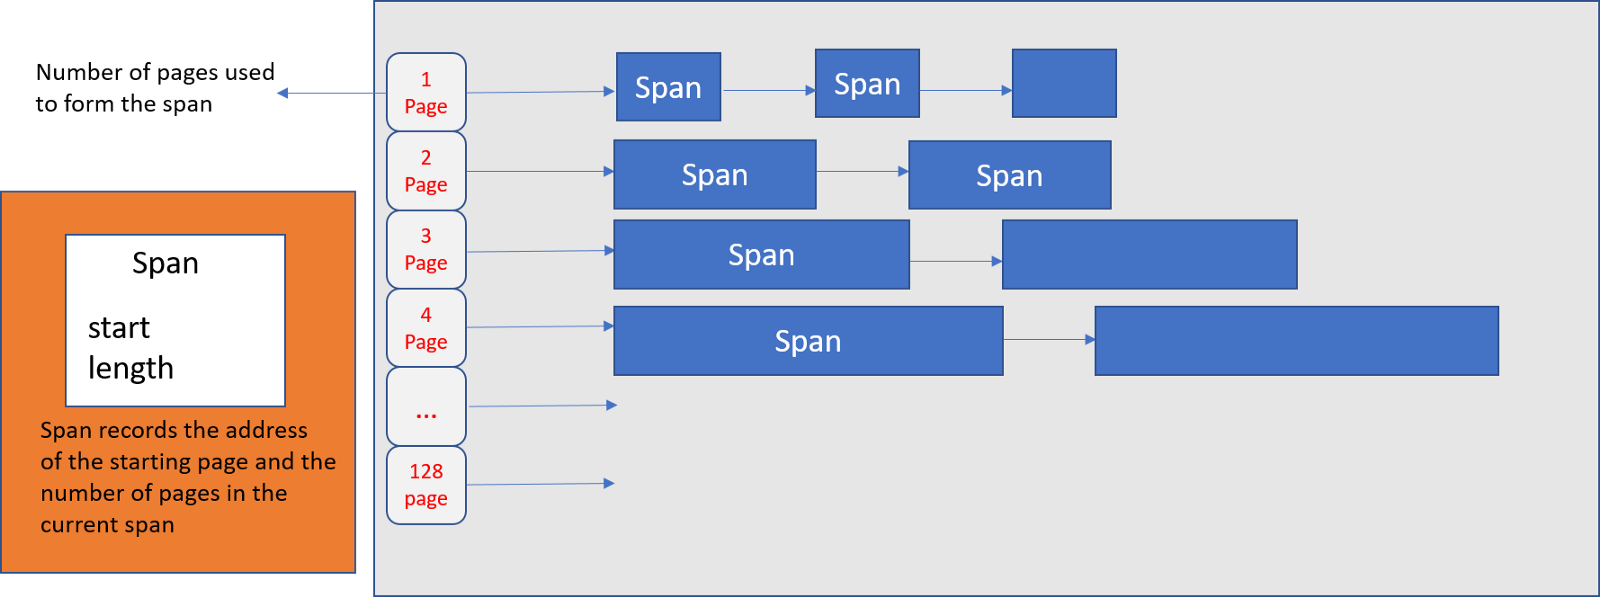 Number of pages used
to form the span
1
Page
Span
Span
2
Page
Span
Span
3
Page
Span
4
Page
Span
...
128
page
Span
start
length
Span records the address
of the starting page and the
number of pages in the
current span